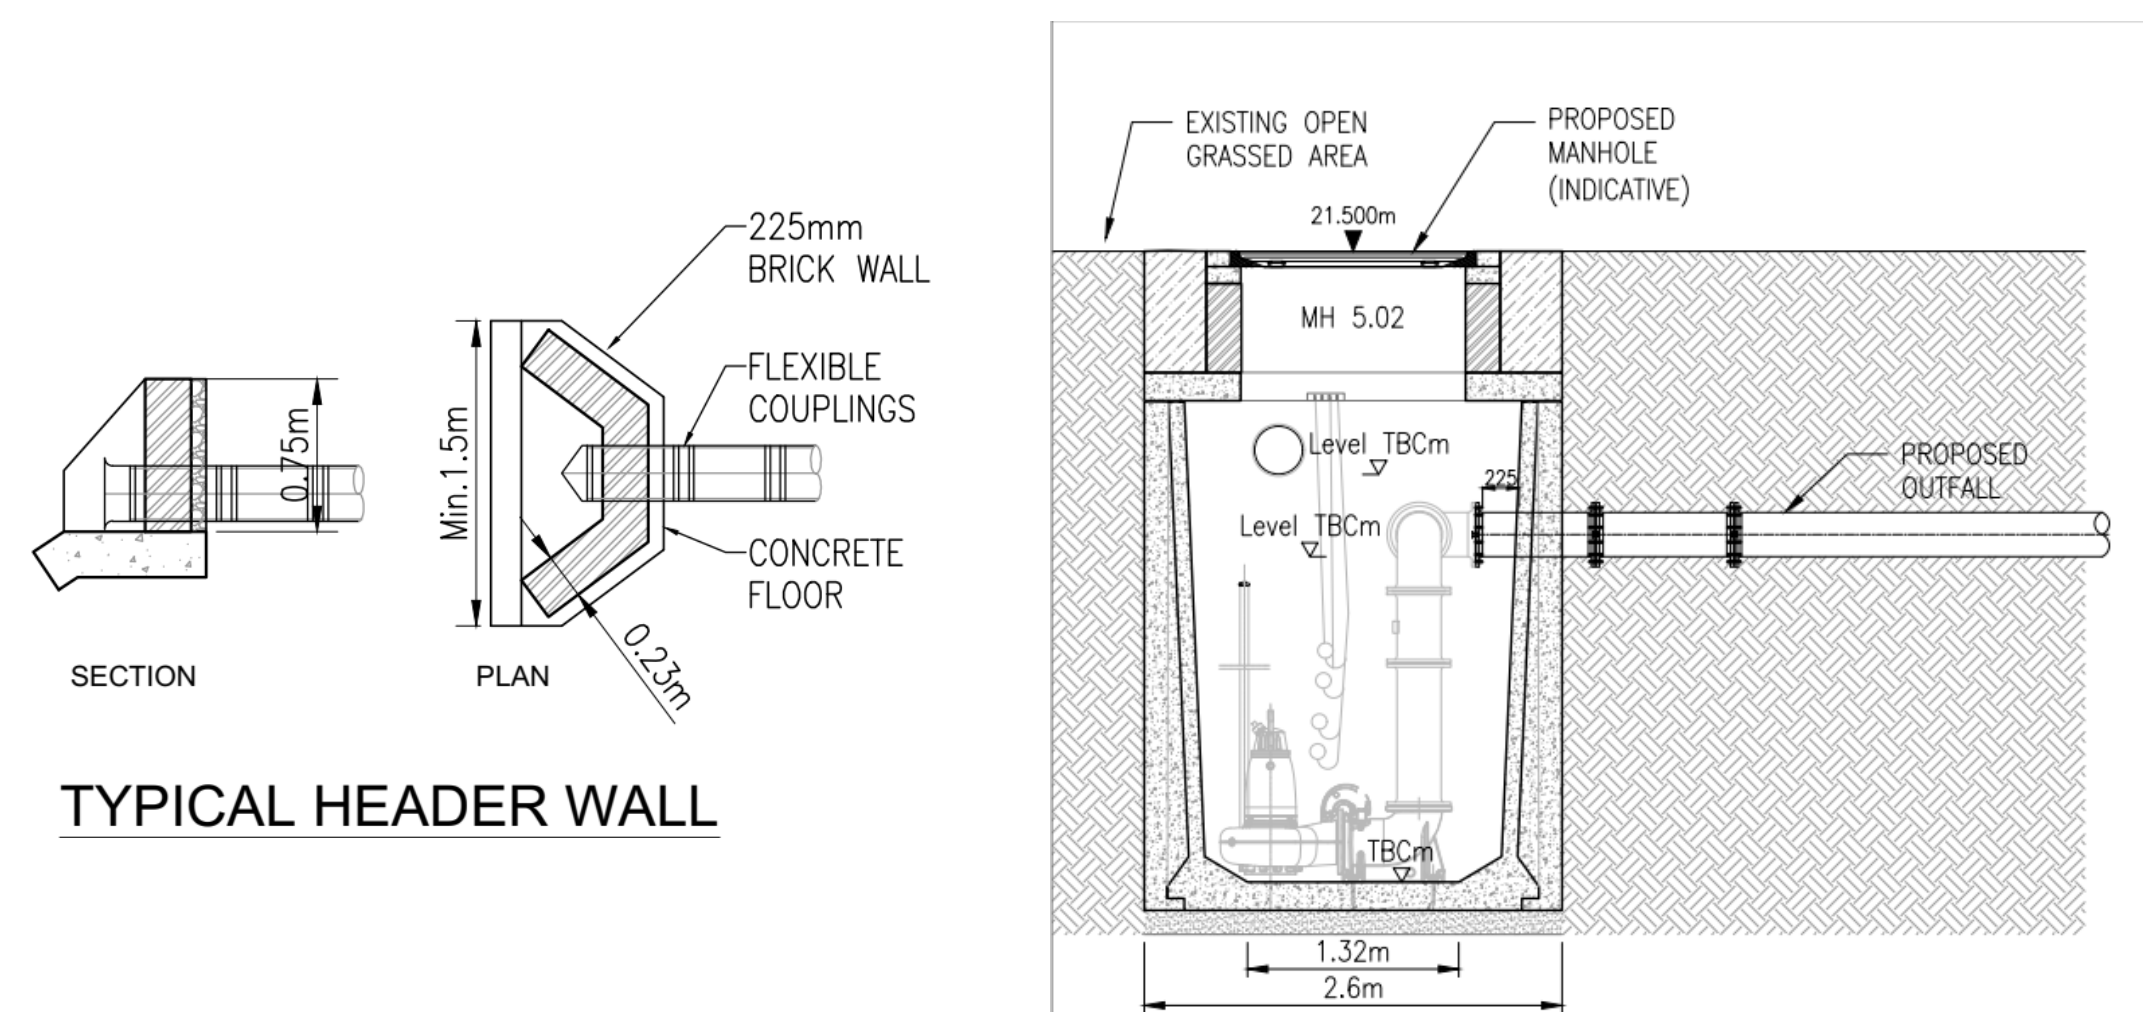 225mm
BRICK WALL
FLEXIBLE
COUPLINGS
CONCRETE
FLOOR
0.75m
Min.1.5m
0.23m
SECTION
PLAN
TYPICAL HEADER WALL
EXISTING OPEN
GRASSED AREA
PROPOSED
MANHOLE
(INDICATIVE)
21.500m
MH 5.02
Level TBCm
Level TBCm
225
PROPOSED
OUTFALL
TBCm
1.32m
2.6m